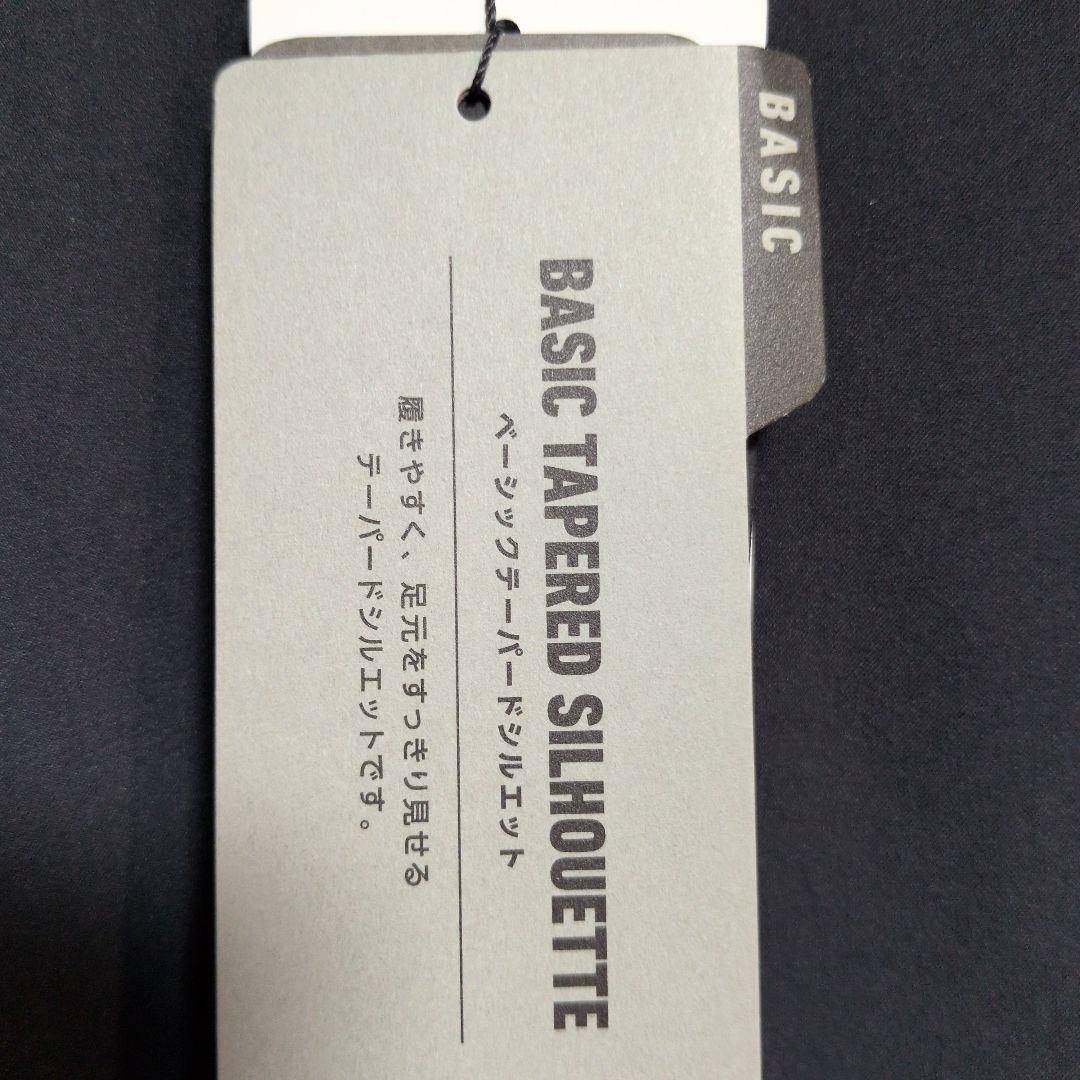 BASIC
BASIC TAPERED SILHOUETTE
ベーシックテーパードシルエット
履きやすく、足元をすっきり見せる
テーパードシルエットです。